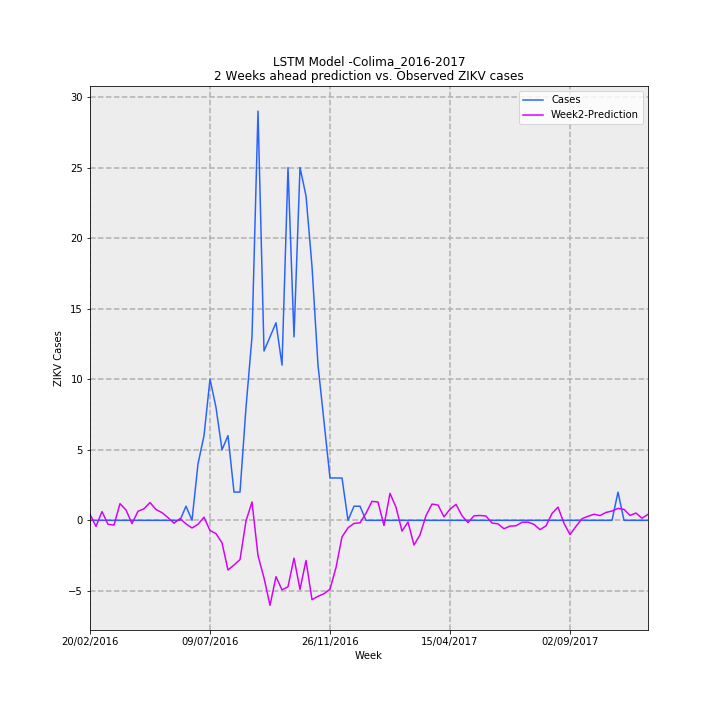 LSTM Model -Colima_2016-2017
2 Weeks ahead prediction vs. Observed ZIKV cases
Cases
Week2-Prediction
30
25
20
15
10
5
0
−5
ZIKV Cases
20/02/2016
09/07/2016
26/11/2016
15/04/2017
02/09/2017
Week